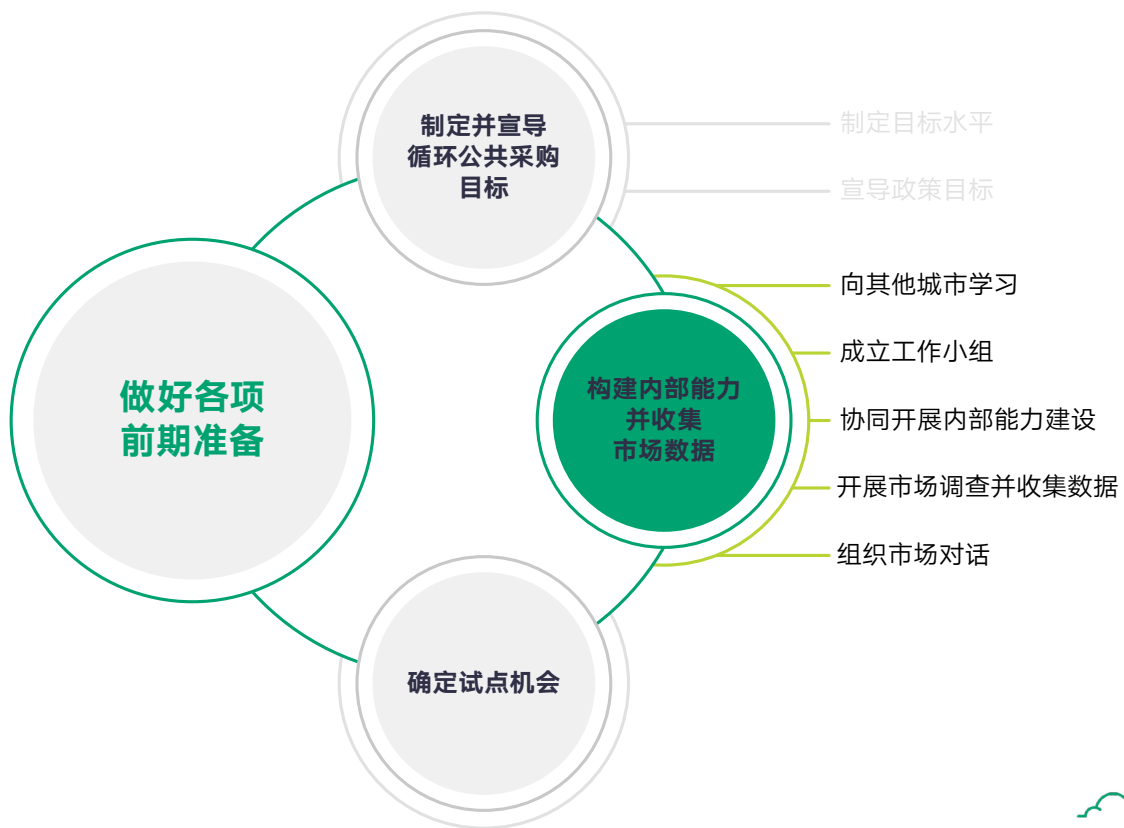 制定并宣导
循环公共采购
目标
制定目标水平
宣导政策目标
做好各项
前期准备
构建内部能力
并收集
市场数据
向其他城市学习
成立工作小组
协同开展内部能力建设
开展市场调查并收集数据
组织市场对话
确定试点机会